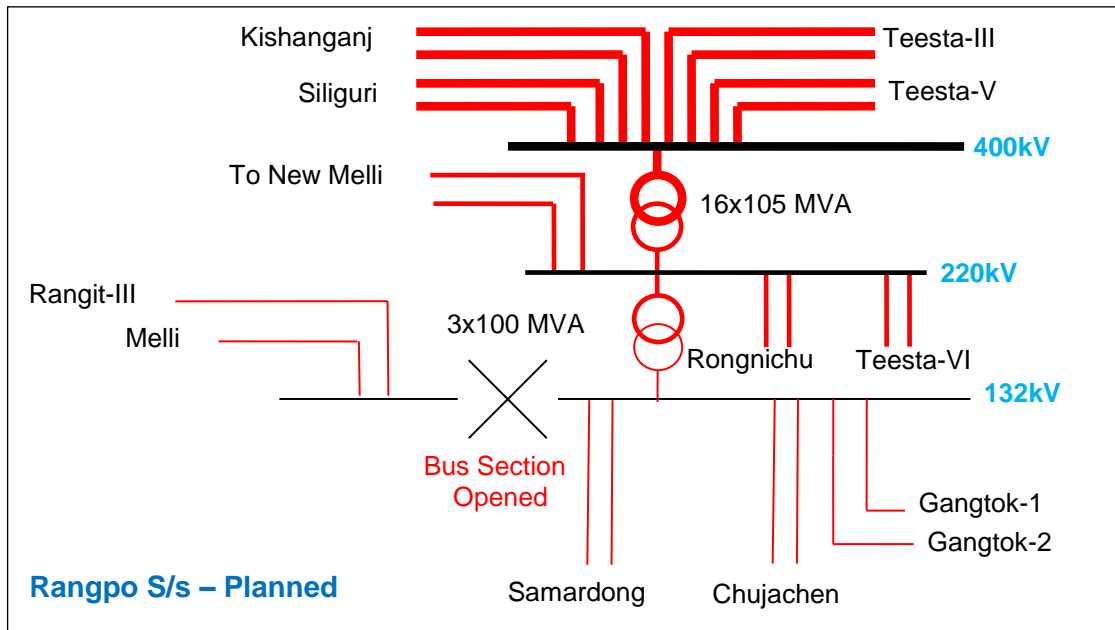 Kishanganj
Teesta-III
Siliguri
Teesta-V
400kV
To New Melli
16x105 MVA
220kV
Rangit-III
3x100 MVA
Melli
Rongnichu
Teesta-VI
132kV
Bus Section
Opened
Gangtok-1
Gangtok-2
Rangpo S/s – Planned
Samardong
Chujachen